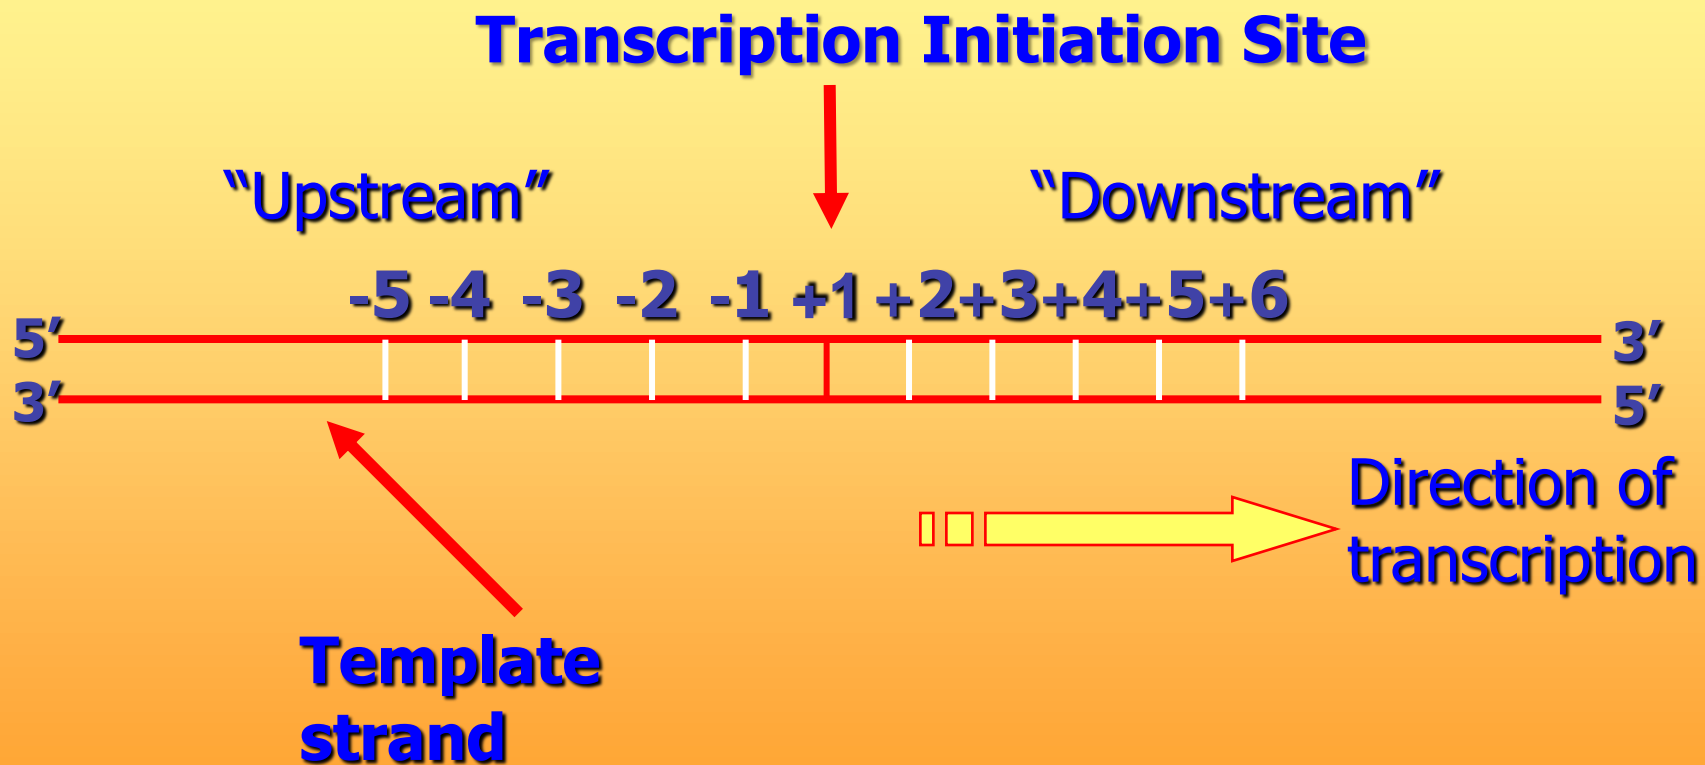 Transcription Initiation Site
“Upstream” “Downstream”
-5 -4 -3 -2 -1 +1 +2+3+4+5+6
5’ 3’
3’ 5’
Direction of
transcription
Template
strand